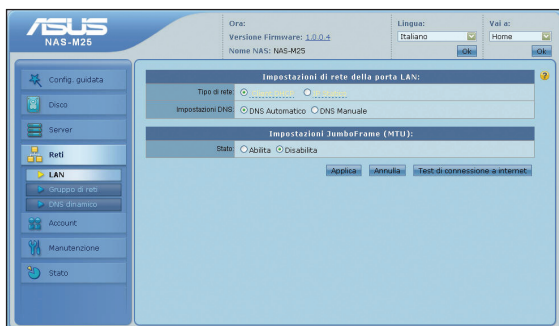 ASUS
NAS-M25
Ora:
Versione Firmware: 1.0.0.4
Nome NAS: NAS-M25
Lingua:
Italiano
Ok
Vai a:
Home
Ok
Config. guidata
Disco
Server
Reti
LAN
Gruppo di reti
DNS dinamico
Account
Manutenzione
Stato
Impostazioni di rete della porta LAN:
Tipo di rete
Impostazioni DNS: DNS Automatico DNS Manuale
Impostazioni JumboFrame (MTU):
Stato: Abilita Disabilita
Applica Annulla Test di connessione a internet